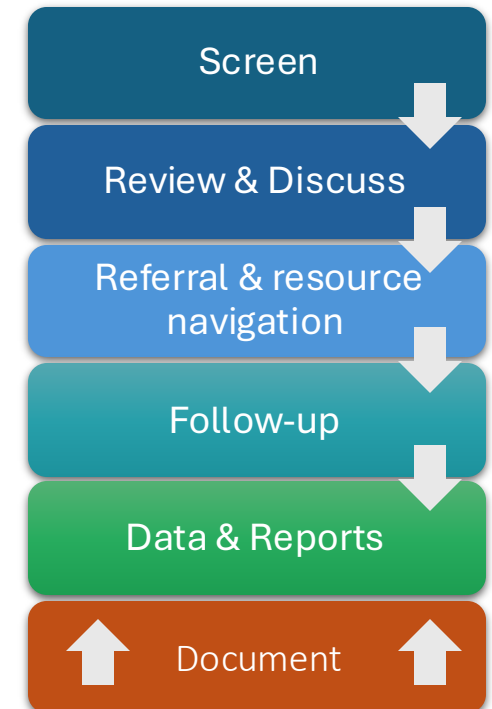 Screen
Review & Discuss
Referral & resource
navigation
Follow-up
Data & Reports
Document